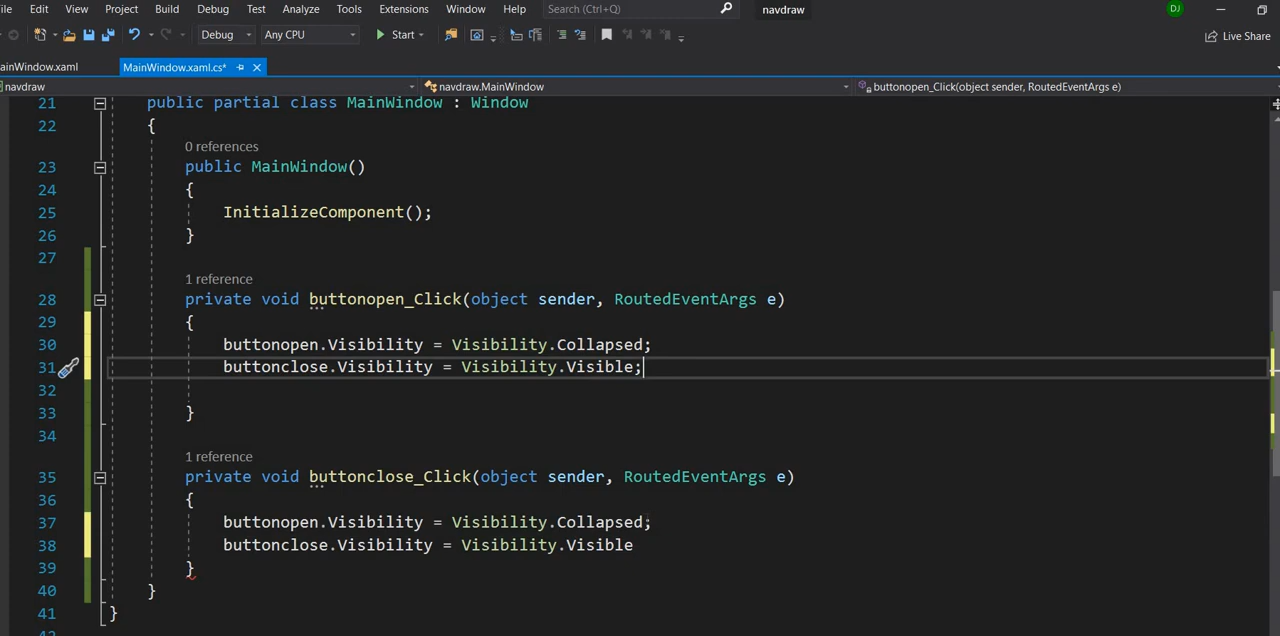 ile Edit View Project Build Debug Test Analyze Tools Extensions Window Help Search (Ctrl+Q) navdraw DJ
Debug Any CPU Start Live Share
ainWindow.xaml MainWindow.xaml.cs*
navdraw navdraw.MainWindow buttonopen_Click(object sender, RoutedEventArgs e)
21 public partial class MainWindow : Window
22 {
0 references
23 public MainWindow()
24 {
25 InitializeComponent();
26 }
27
1 reference
28 private void buttonopen_Click(object sender, RoutedEventArgs e)
29 {
30 buttonopen.Visibility = Visibility.Collapsed;
31 buttonclose.Visibility = Visibility.Visible;
32
33 }
34
1 reference
35 private void buttonclose_Click(object sender, RoutedEventArgs e)
36 {
37 buttonopen.Visibility = Visibility.Collapsed;
38 buttonclose.Visibility = Visibility.Visible
39 }
40 }
41 }
42